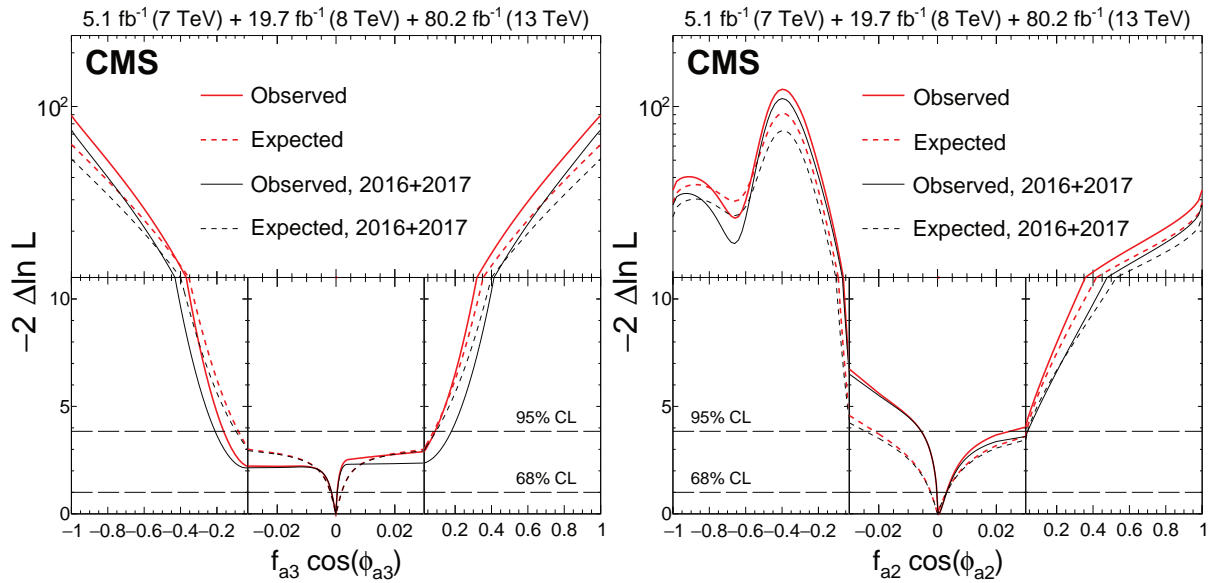 5.1 fb⁻¹ (7 TeV) + 19.7 fb⁻¹ (8 TeV) + 80.2 fb⁻¹ (13 TeV)
CMS
Observed
Expected
Observed, 2016+2017
Expected, 2016+2017
10²
10
5
0
−2 Δln L
95% CL
68% CL
−1 −0.8 −0.6 −0.4 −0.2 −0.02 0 0.02 0.2 0.4 0.6 0.8 1
f_a3 cos(ϕ_a3)
5.1 fb⁻¹ (7 TeV) + 19.7 fb⁻¹ (8 TeV) + 80.2 fb⁻¹ (13 TeV)
CMS
Observed
Expected
Observed, 2016+2017
Expected, 2016+2017
10²
10
5
0
−2 Δln L
95% CL
68% CL
−1 −0.8 −0.6 −0.4 −0.2 −0.02 0 0.02 0.2 0.4 0.6 0.8 1
f_a2 cos(ϕ_a2)